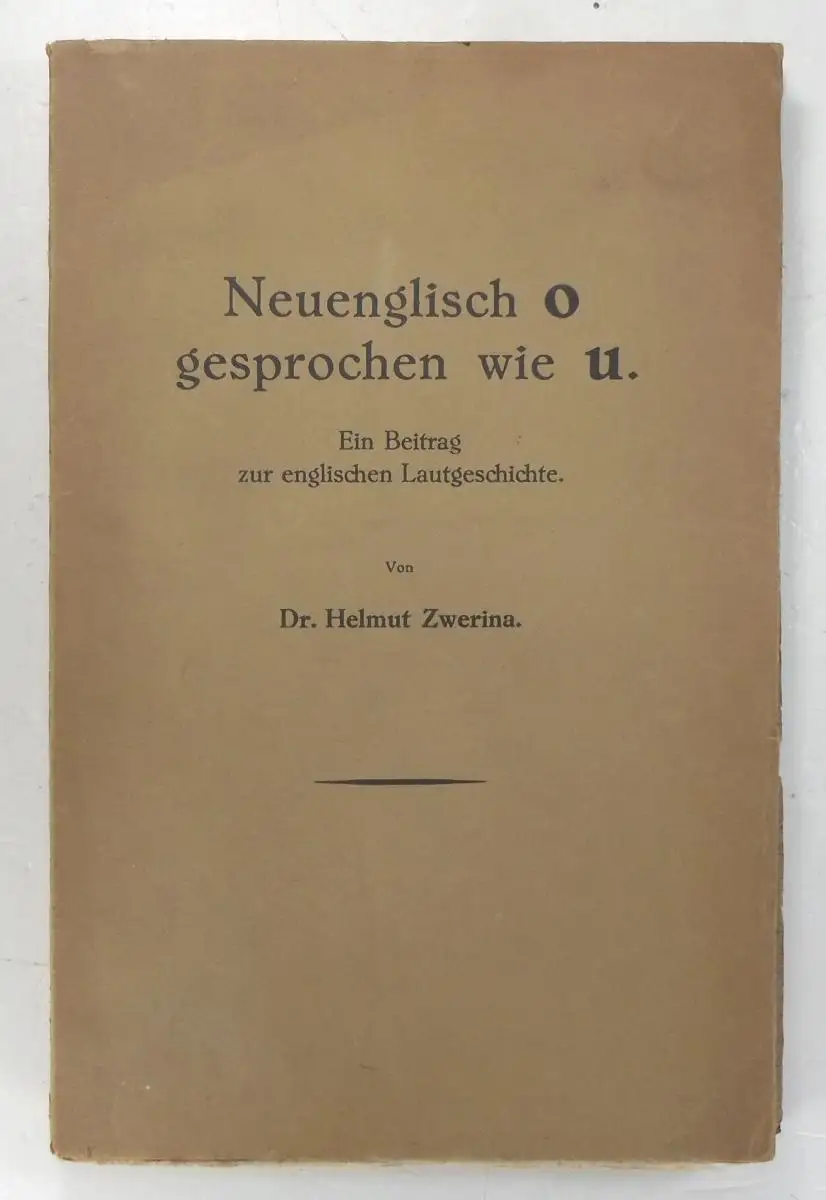 Neuenglisch o
gesprochen wie u.
Ein Beitrag
zur englischen Lautgeschichte.
Von
Dr. Helmut Zwerina.